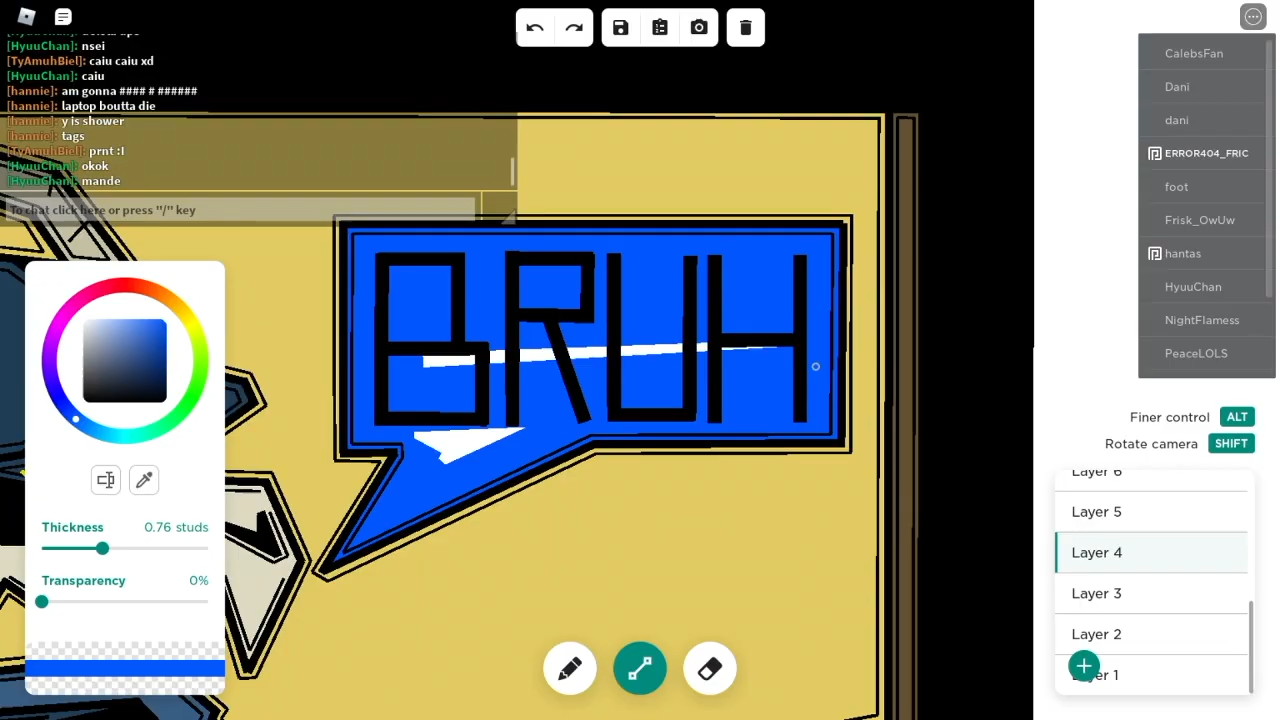 [HyuuChan]: nsei
[TyAmuhBiel]: caiu caiu xd
[HyuuChan]: caiu
[hannie]: am gonna #### # ######
[hannie]: laptop boutta die
[hannie]: y is shower
[hannie]: tags
[TyAmuhBiel]: prnt :I
[HyuuChan]: okok
[HyuuChan]: mande
To chat click here or press "/" key
BRUH
Thickness 0.76 studs
Transparency 0%
CalebsFan
Dani
dani
ERROR404_FRIC
foot
Frisk_OwUw
hantas
HyuuChan
NightFlamess
PeaceLOLS
Finer control ALT
Rotate camera SHIFT
Layer 6
Layer 5
Layer 4
Layer 3
Layer 2
Layer 1